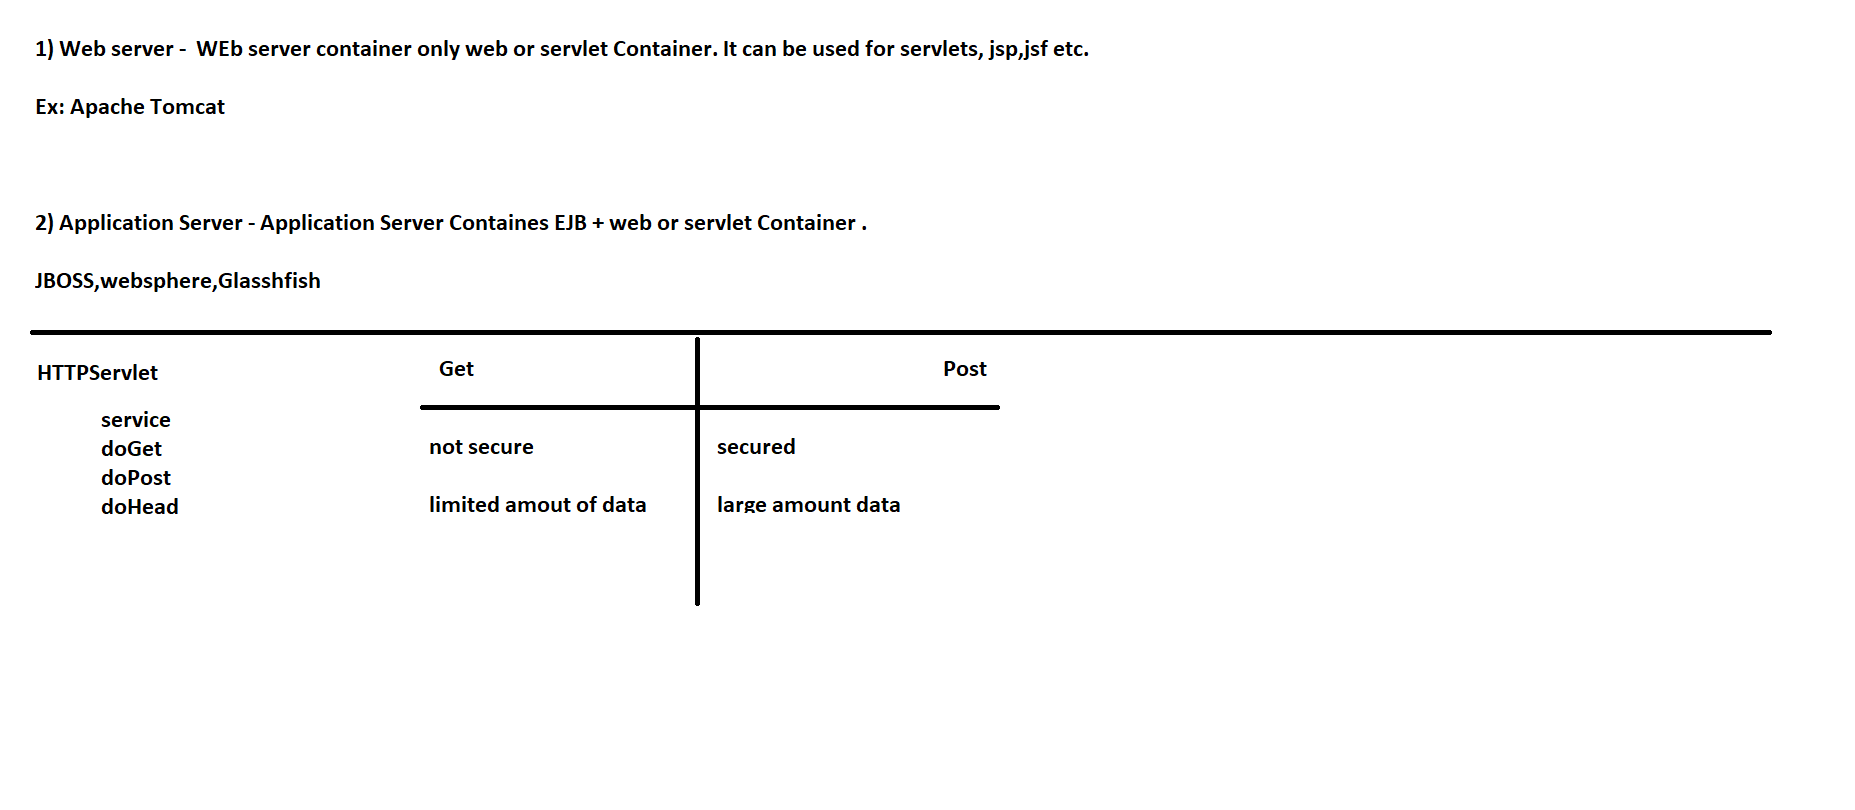 1) Web server -  WEb server container only web or servlet Container. It can be used for servlets, jsp,jsf etc.
Ex: Apache Tomcat
2) Application Server - Application Server Containes EJB + web or servlet Container .
JBOSS,websphere,Glasshfish
HTTPServlet
service
doGet
doPost
doHead
Get Post
not secure secured
limited amout of data large amount data